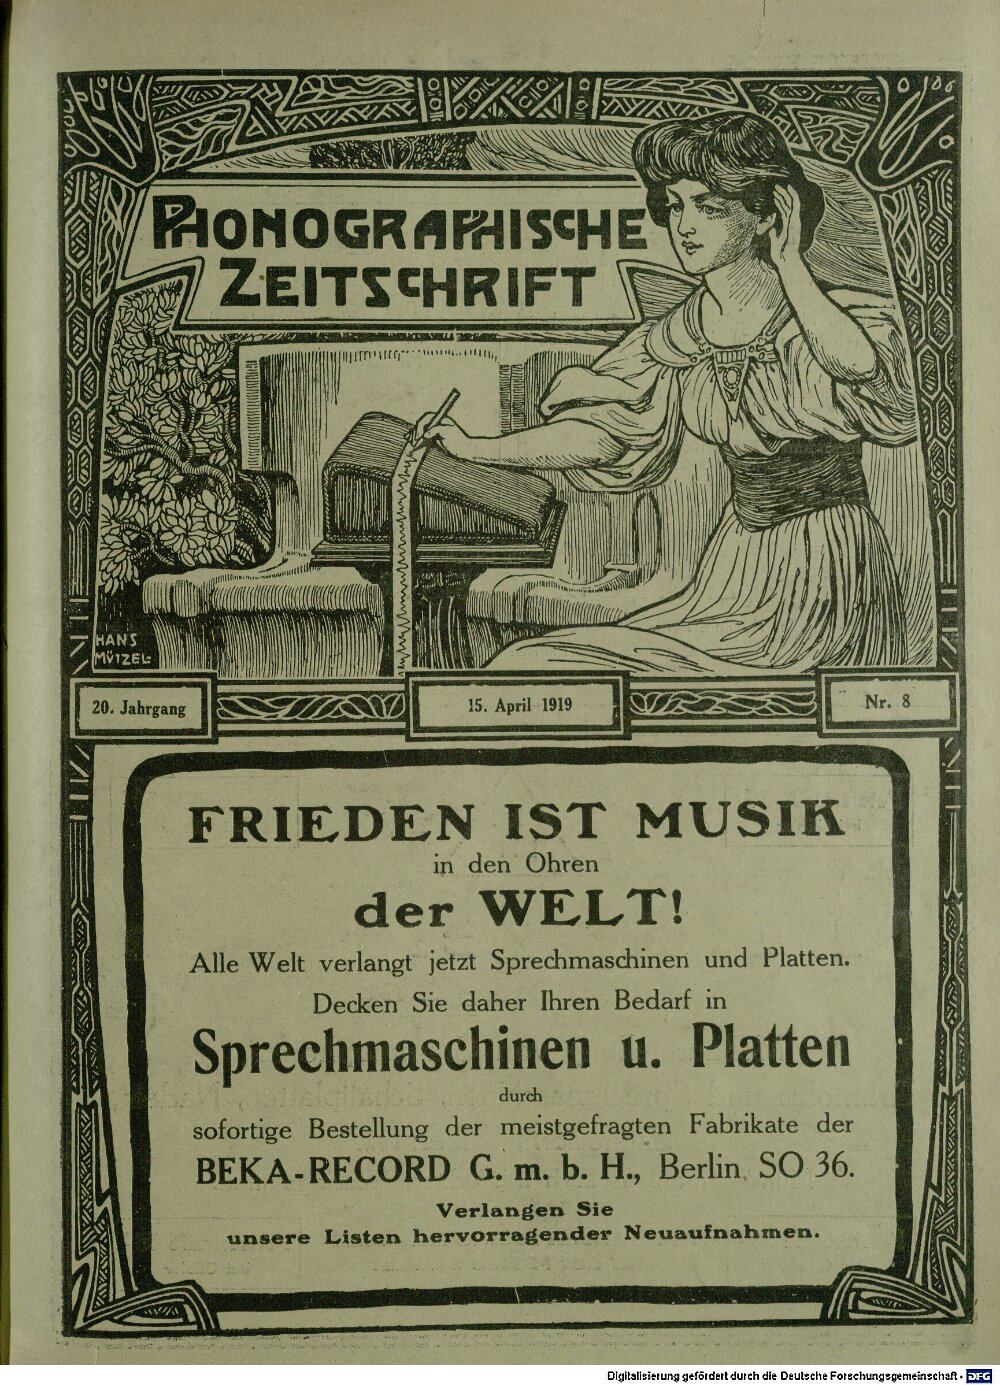 PHONOGRAPHISCHE
ZEITSCHRIFT
HANS
MÜTZEL
20. Jahrgang
15. April 1919
Nr. 8
FRIEDEN IST MUSIK
in den Ohren
der WELT!
Alle Welt verlangt jetzt Sprechmaschinen und Platten.
Decken Sie daher Ihren Bedarf in
Sprechmaschinen u. Platten
durch
sofortige Bestellung der meistgefragten Fabrikate der
BEKA-RECORD G. m. b. H., Berlin, SO 36.
Verlangen Sie
unsere Listen hervorragender Neuaufnahmen.
Digitalisierung gefördert durch die Deutsche Forschungsgemeinschaft - DFG